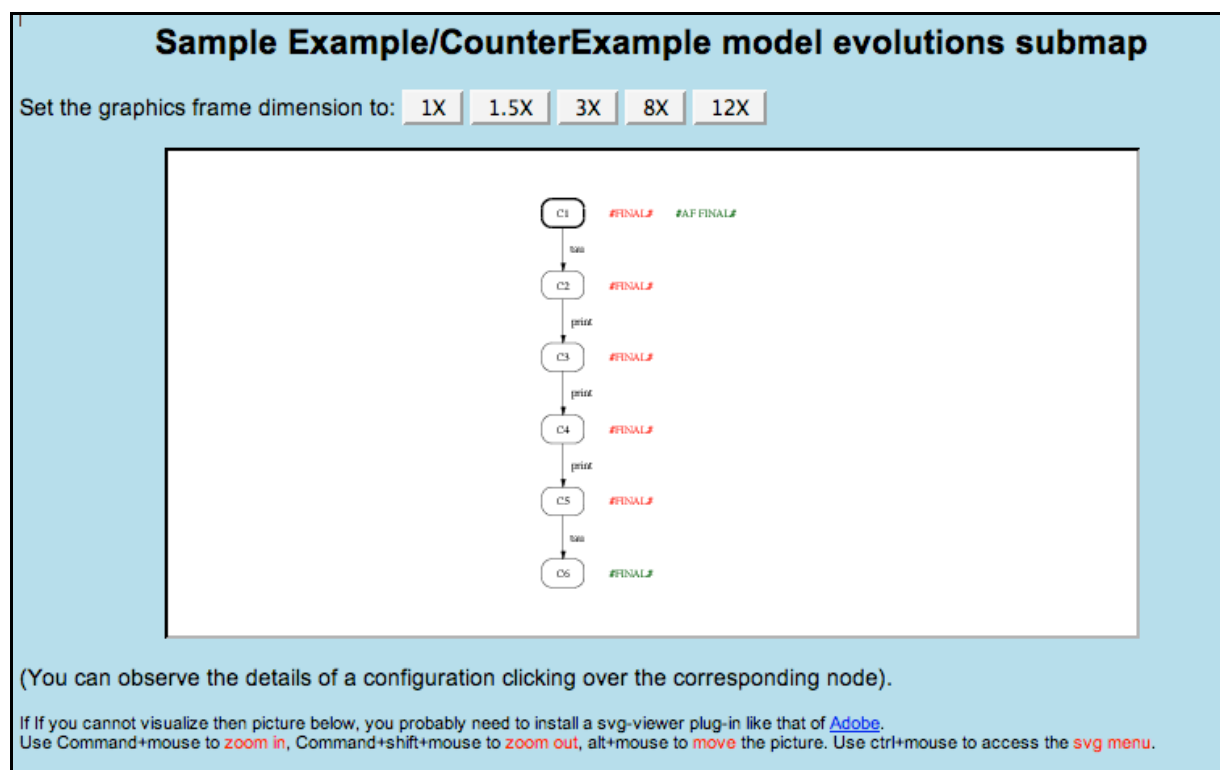 Sample Example/CounterExample model evolutions submap
Set the graphics frame dimension to: 1X 1.5X 3X 8X 12X
C1 #FINAL# #AF FINAL#
tau
C2 #FINAL#
print
C3 #FINAL#
print
C4 #FINAL#
print
C5 #FINAL#
tau
C6 #FINAL#
(You can observe the details of a configuration clicking over the corresponding node).
If If you cannot visualize then picture below, you probably need to install a svg-viewer plug-in like that of Adobe.
Use Command+mouse to zoom in, Command+shift+mouse to zoom out, alt+mouse to move the picture. Use ctrl+mouse to access the svg menu.